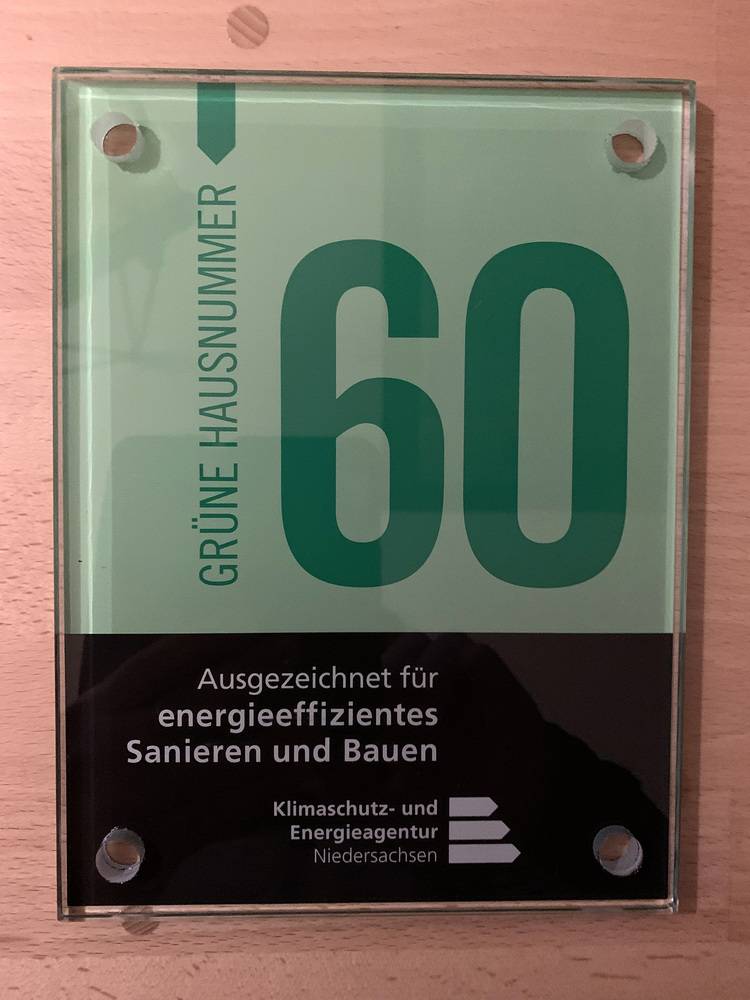 GRÜNE HAUSNUMMER
60
Ausgezeichnet für
energieeffizientes
Sanieren und Bauen
Klimaschutz- und
Energieagentur
Niedersachsen